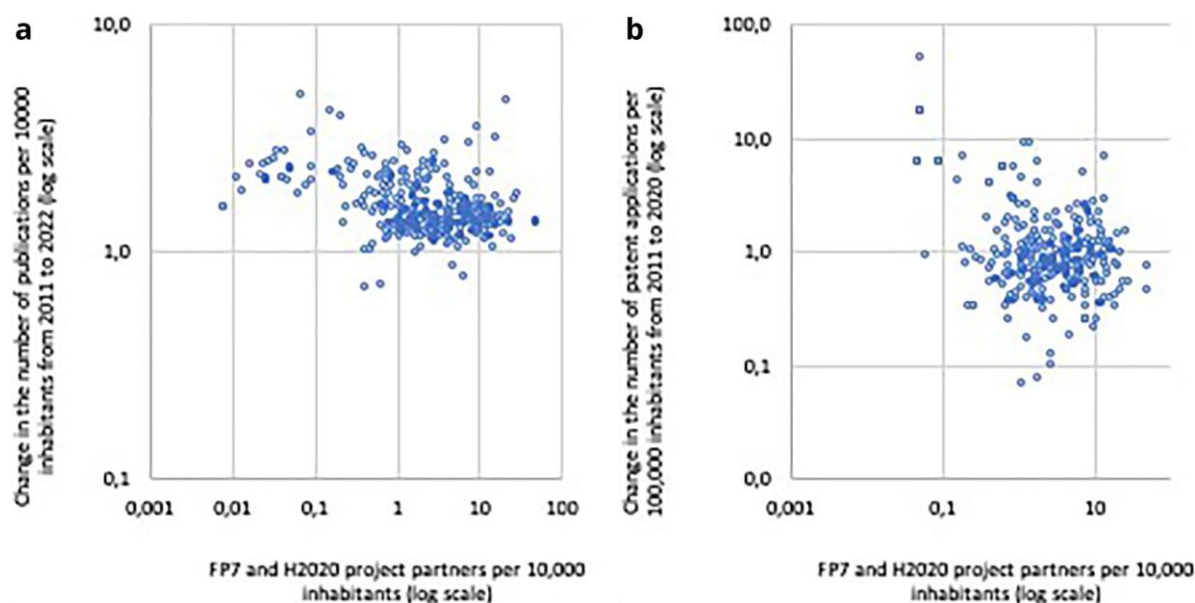 a
10,0
1,0
0,1
0,001 0,01 0,1 1 10 100
Change in the number of publications per 10000
inhabitants from 2011 to 2022 (log scale)
FP7 and H2020 project partners per 10,000
inhabitants (log scale)
b
100,0
10,0
1,0
0,1
0,0
0,001 0,1 10
Change in the number of patent applications per
100,000 inhabitants from 2011 to 2020 (log scale)
FP7 and H2020 project partners per 10,000
inhabitants (log scale)